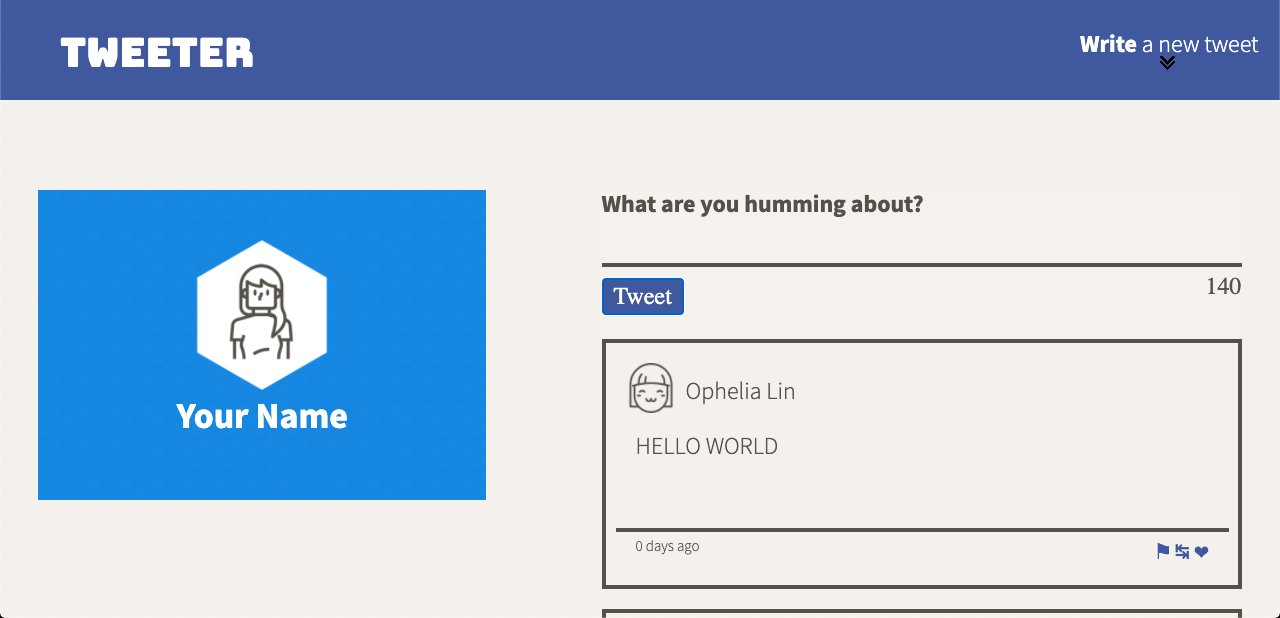 TWEETER
Write a new tweet
Your Name
What are you humming about?
Tweet
140
Ophelia Lin
HELLO WORLD
0 days ago